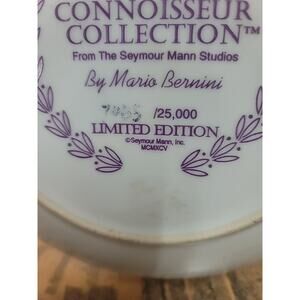 CONNOISSEUR
COLLECTION™
From The Seymour Mann Studios
By Mario Bernini
/25,000
LIMITED EDITION
©Seymour Mann, Inc.
MCMXCV